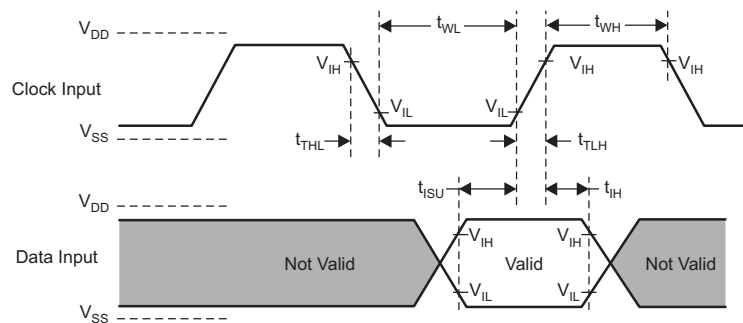 t_WL
t_WH
V_DD
V_IH
V_IH
V_IH
Clock Input
V_IL
V_IL
V_SS
t_THL
t_TLH
t_ISU
t_IH
V_DD
V_IH
V_IH
Data Input
Not Valid
Valid
Not Valid
V_IL
V_IL
V_SS